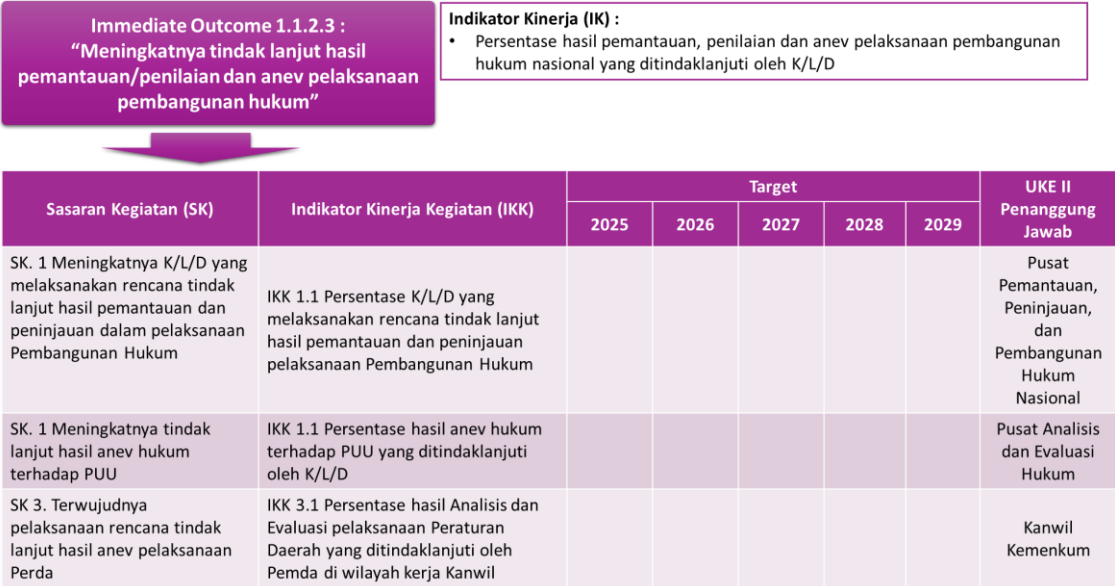 Immediate Outcome 1.1.2.3 :
“Meningkatnya tindak lanjut hasil
pemantauan/penilaian dan anev pelaksanaan
pembangunan hukum”
Indikator Kinerja (IK) :
• Persentase hasil pemantauan, penilaian dan anev pelaksanaan pembangunan
hukum nasional yang ditindaklanjuti oleh K/L/D
Sasaran Kegiatan (SK)
Indikator Kinerja Kegiatan (IKK)
Target
2025 2026 2027 2028 2029
UKE II
Penanggung
Jawab
SK. 1 Meningkatnya K/L/D yang
melaksanakan rencana tindak
lanjut hasil pemantauan dan
peninjauan dalam pelaksanaan
Pembangunan Hukum
IKK 1.1 Persentase K/L/D yang
melaksanakan rencana tindak lanjut
hasil pemantauan dan peninjauan
pelaksanaan Pembangunan Hukum
Pusat
Pemantauan,
Peninjauan,
dan
Pembangunan
Hukum
Nasional
SK. 1 Meningkatnya tindak
lanjut hasil anev hukum
terhadap PUU
IKK 1.1 Persentase hasil anev hukum
terhadap PUU yang ditindaklanjuti
oleh K/L/D
Pusat Analisis
dan Evaluasi
Hukum
SK 3. Terwujudnya
pelaksanaan rencana tindak
lanjut hasil anev pelaksanaan
Perda
IKK 3.1 Persentase hasil Analisis dan
Evaluasi pelaksanaan Peraturan
Daerah yang ditindaklanjuti oleh
Pemda di wilayah kerja Kanwil
Kanwil
Kemenkum